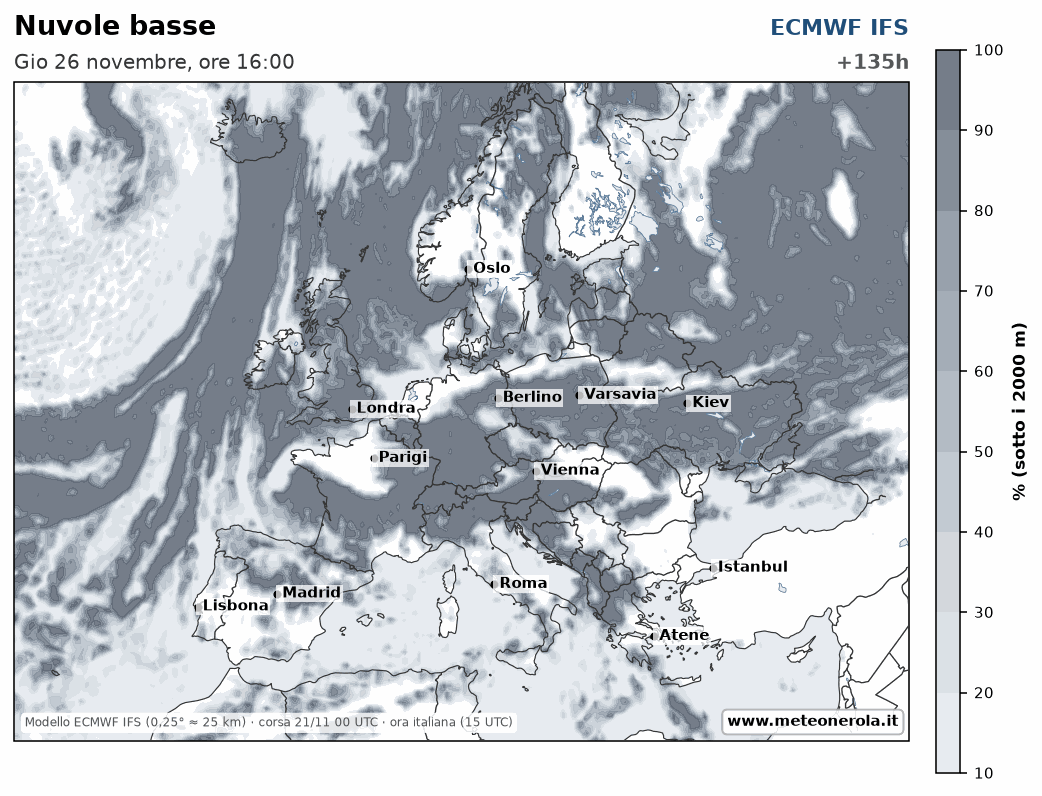 Nuvole basse
ECMWF IFS
Gio 26 novembre, ore 16:00
+135h
100
90
80
70
60
50
40
30
20
10
% (sotto i 2000 m)
Oslo
Berlino
Varsavia
Kiev
Londra
Parigi
Vienna
Istanbul
Roma
Madrid
Lisbona
Atene
Modello ECMWF IFS (0,25° ≈ 25 km) · corsa 21/11 00 UTC · ora italiana (15 UTC)
www.meteonerola.it